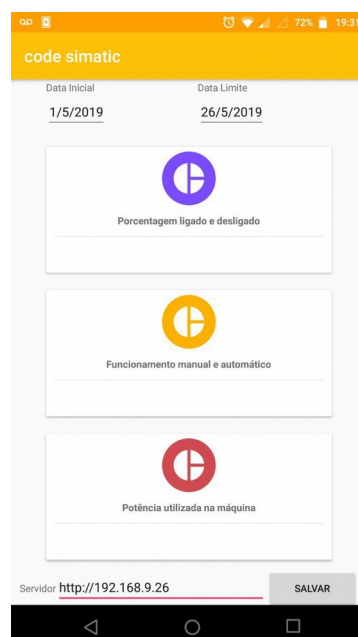 72% 19:31
code simatic
Data Inicial Data Limite
1/5/2019 26/5/2019
Porcentagem ligado e desligado
Funcionamento manual e automático
Potência utilizada na máquina
Servidor http://192.168.9.26 SALVAR